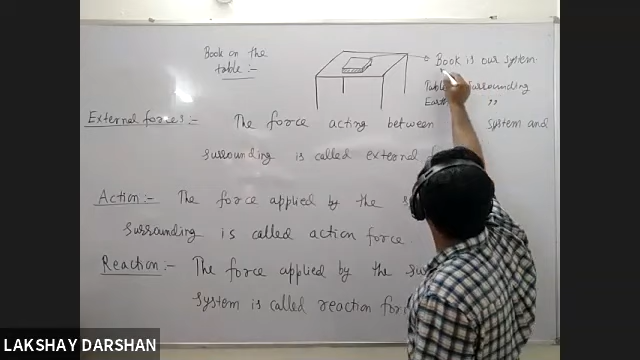 Book on the
table :-
Book is our system.
Surrounding
Earth ,,
External forces :- The force acting between system and
surrounding is called external
Action :- The force applied by the
surrounding is called action force.
Reaction :- The force applied by the
system is called reaction
LAKSHAY DARSHAN